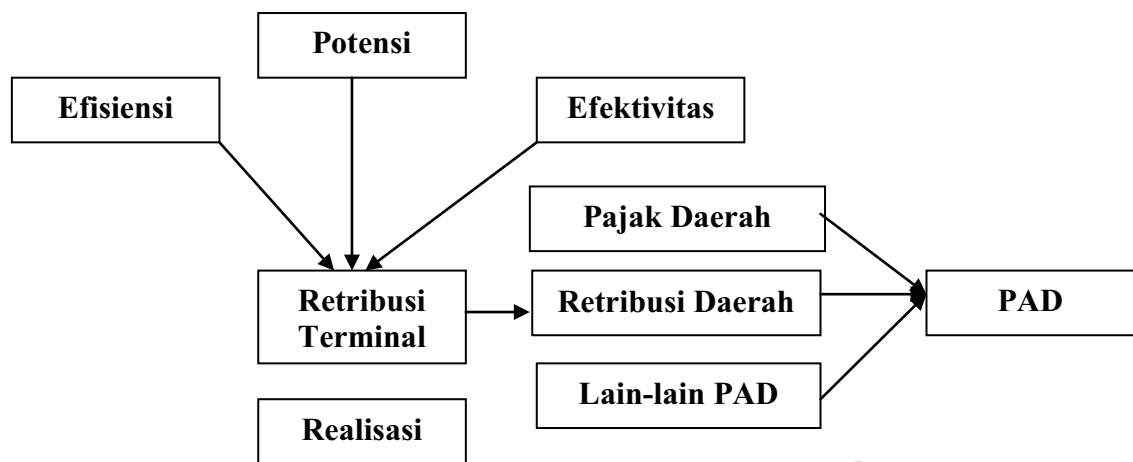 Potensi
Efisiensi
Efektivitas
Pajak Daerah
Retribusi
Terminal
Retribusi Daerah
PAD
Lain-lain PAD
Realisasi